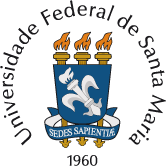 Universidade Federal de Santa Maria
SEDES SAPIENTIÆ
1960